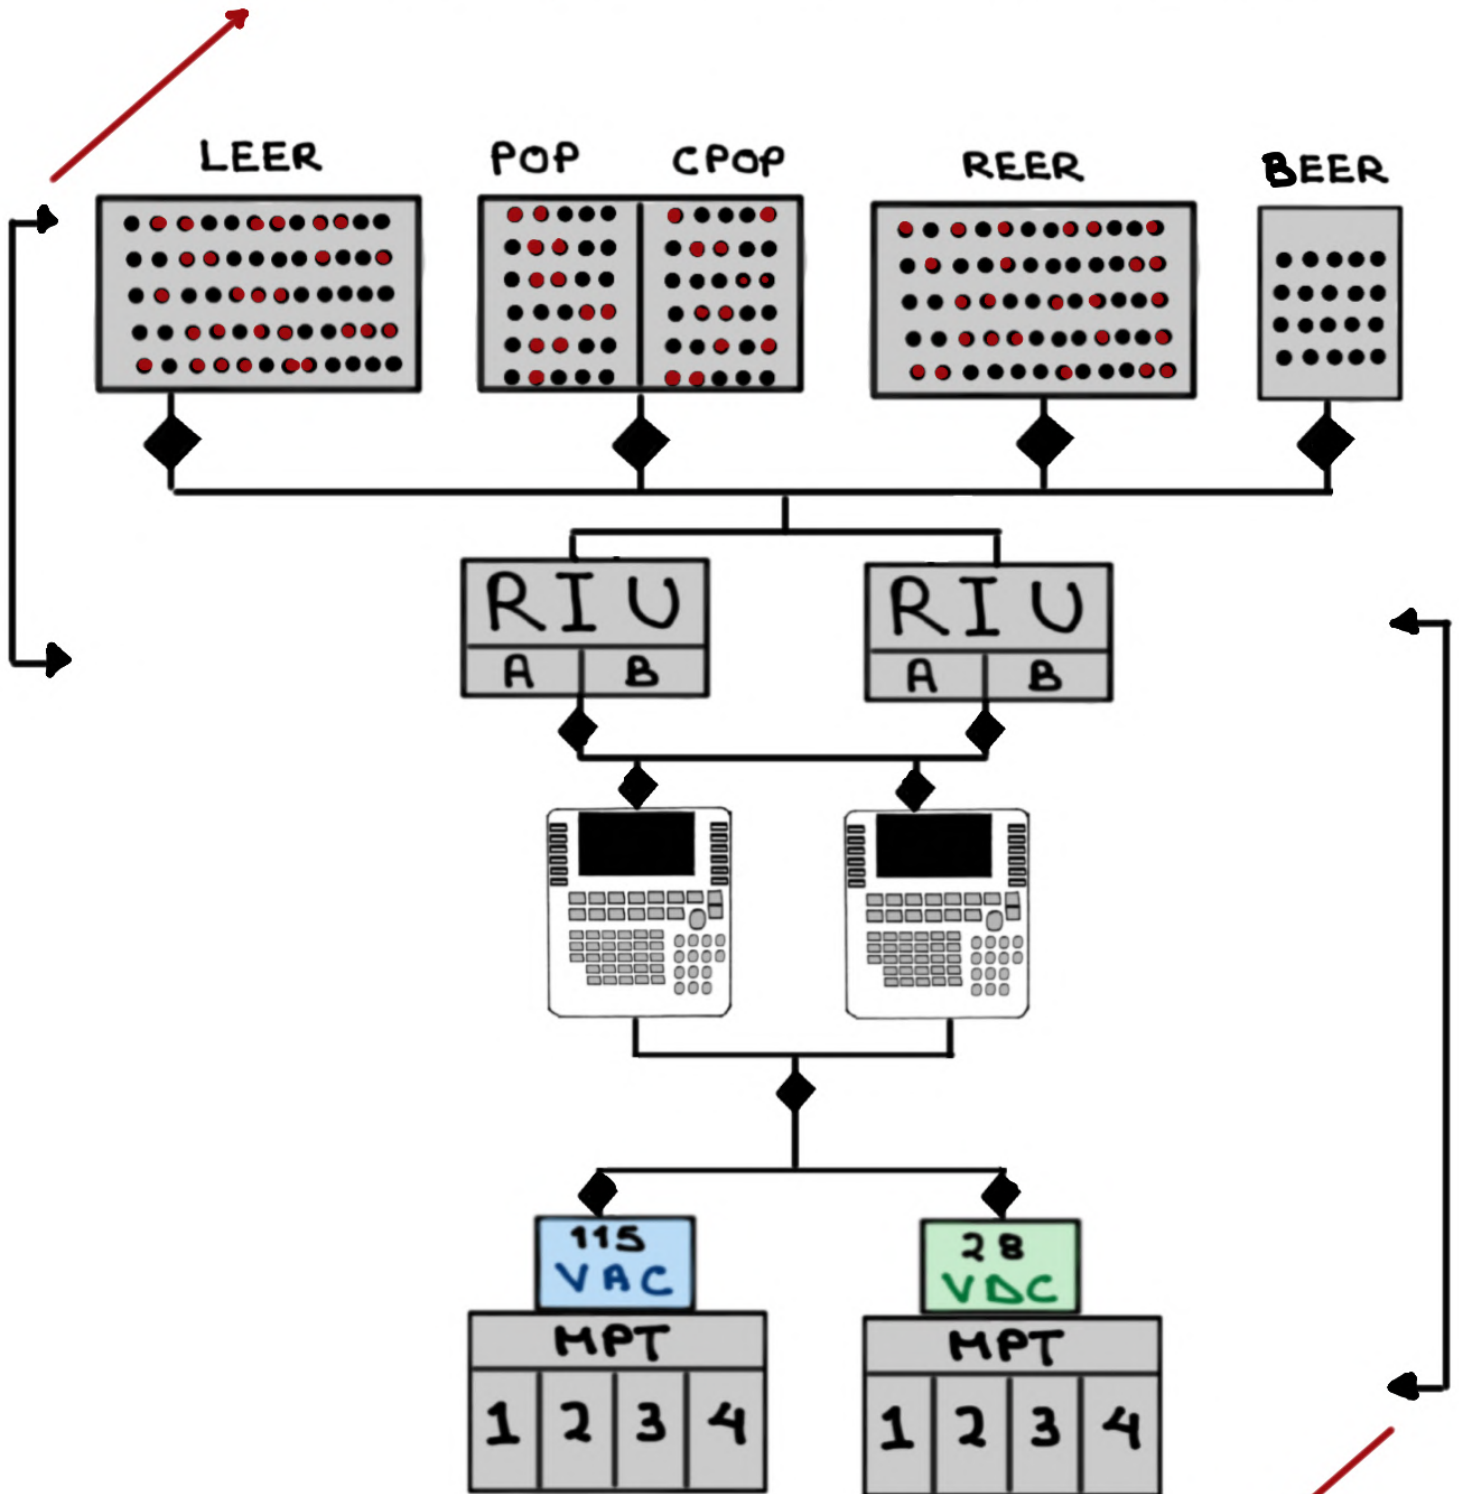 LEER POP CPOP REER BEER
RIU RIU
A B A B
115 28
VAC VDC
MPT MPT
1 2 3 4 1 2 3 4